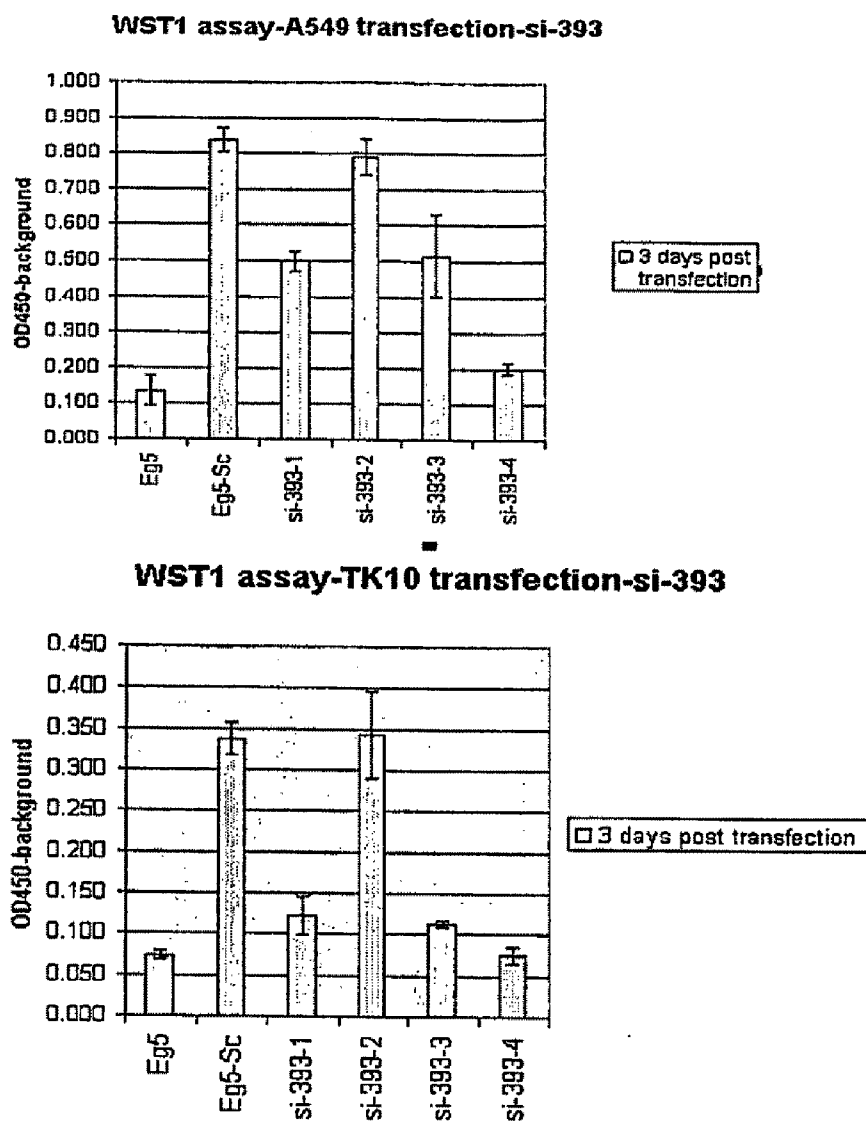 WST1 assay-A549 transfection-si-393
OD450-background
1.000
0.900
0.800
0.700
0.600
0.500
0.400
0.300
0.200
0.100
0.000
Eg5
Eg5-Sc
si-393-1
si-393-2
si-393-3
si-393-4
3 days post
transfection
WST1 assay-TK10 transfection-si-393
OD450-background
0.450
0.400
0.350
0.300
0.250
0.200
0.150
0.100
0.050
0.000
Eg5
Eg5-Sc
si-393-1
si-393-2
si-393-3
si-393-4
3 days post transfection